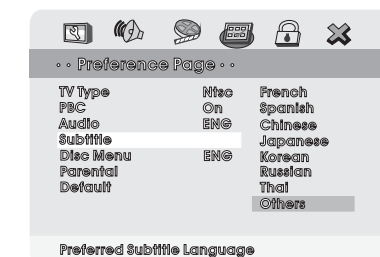 ·· Preference Page ··
TV Type Ntsc French
PBC On Spanish
Audio ENG Chinese
Subtitle Japanese
Disc Menu ENG Korean
Parental Russian
Default Thai
Others
Preferred Subtitle Language